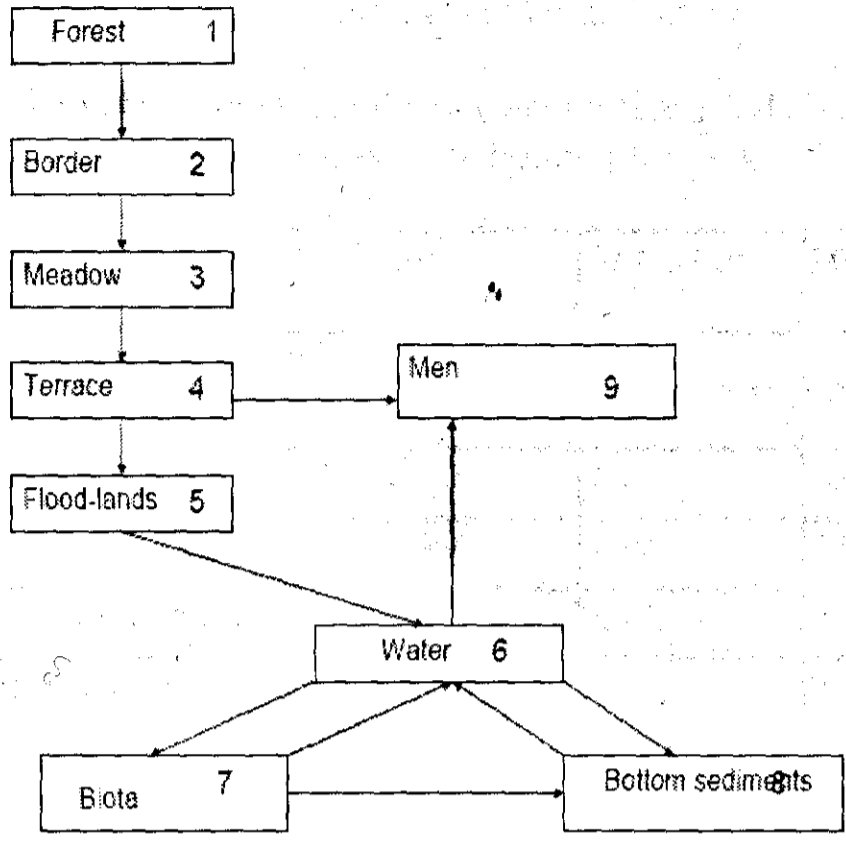 Forest 1
Border 2
Meadow 3
Men
9
Terrace 4
Flood-lands 5
Water 6
7
Biota
Bottom sediments 8